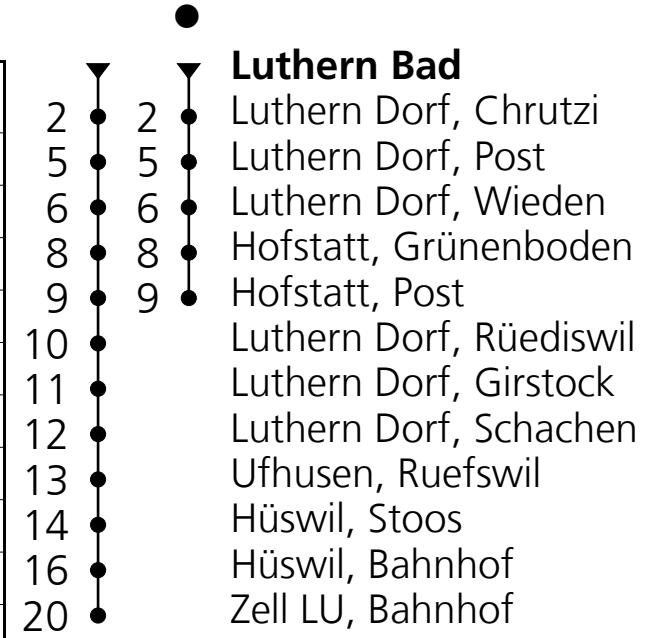 Luthern Bad
2 2 Luthern Dorf, Chrutzi
5 5 Luthern Dorf, Post
6 6 Luthern Dorf, Wieden
8 8 Hofstatt, Grünenboden
9 9 Hofstatt, Post
10 Luthern Dorf, Rüediswil
11 Luthern Dorf, Girstock
12 Luthern Dorf, Schachen
13 Ufhusen, Ruefswil
14 Hüswil, Stoos
16 Hüswil, Bahnhof
20 Zell LU, Bahnhof